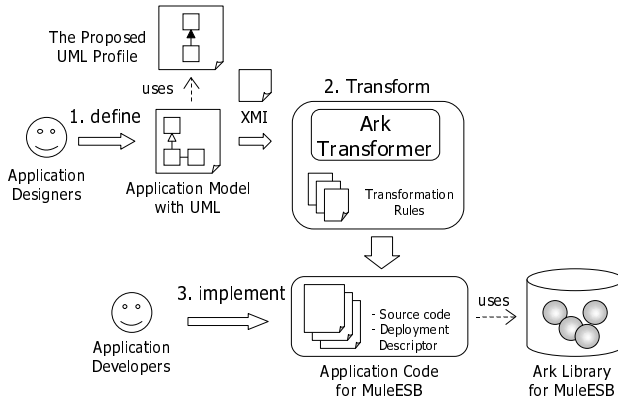 The Proposed
UML Profile
uses
1. define
XMI
2. Transform
Ark
Transformer
Transformation
Rules
Application
Designers
Application Model
with UML
3. implement
- Source code
- Deployment
Descriptor
uses
Application
Developers
Application Code
for MuleESB
Ark Library
for MuleESB